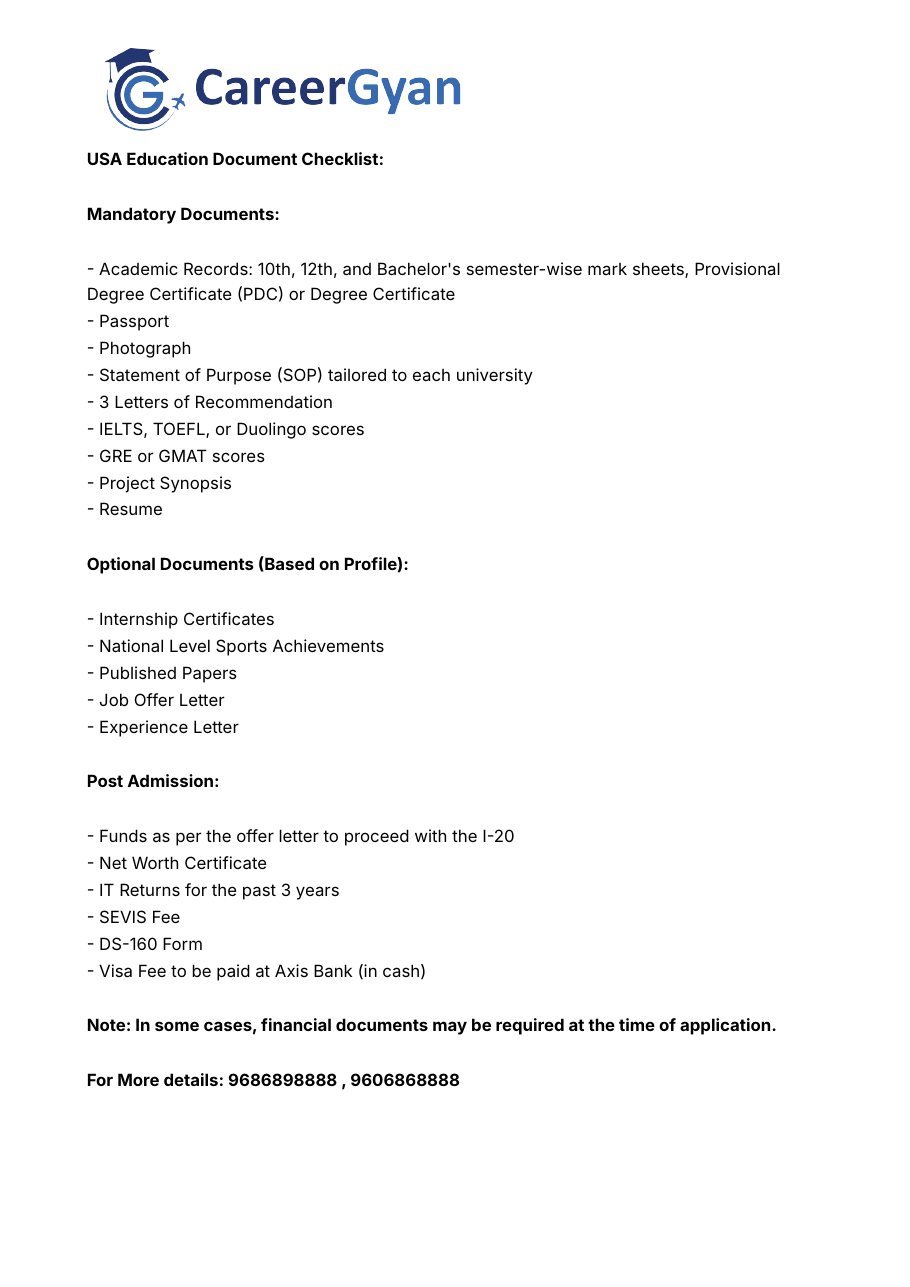 CareerGyan
USA Education Document Checklist:
Mandatory Documents:
- Academic Records: 10th, 12th, and Bachelor's semester-wise mark sheets, Provisional
Degree Certificate (PDC) or Degree Certificate
- Passport
- Photograph
- Statement of Purpose (SOP) tailored to each university
- 3 Letters of Recommendation
- IELTS, TOEFL, or Duolingo scores
- GRE or GMAT scores
- Project Synopsis
- Resume
Optional Documents (Based on Profile):
- Internship Certificates
- National Level Sports Achievements
- Published Papers
- Job Offer Letter
- Experience Letter
Post Admission:
- Funds as per the offer letter to proceed with the I-20
- Net Worth Certificate
- IT Returns for the past 3 years
- SEVIS Fee
- DS-160 Form
- Visa Fee to be paid at Axis Bank (in cash)
Note: In some cases, financial documents may be required at the time of application.
For More details: 9686898888 , 9606868888